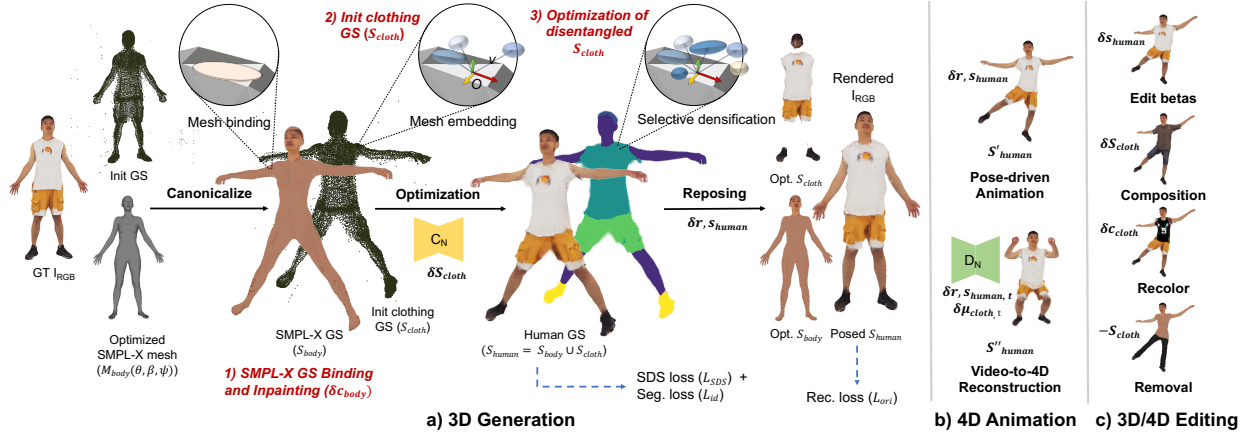 2) Init clothing
GS (S_cloth)
3) Optimization of
disentangled
S_cloth
Mesh binding
Mesh embedding
O
v
Selective densification
Rendered
I_RGB
Init GS
GT I_RGB
Canonicalize
Optimization
C_N
δS_cloth
Reposing
δr, s_human
Opt. S_cloth
Optimized
SMPL-X mesh
(M_body(θ, β, ψ))
SMPL-X GS
(S_body)
Init clothing
GS (S_cloth)
Human GS
(S_human = S_body ∪ S_cloth)
Opt. S_body
Posed S_human
1) SMPL-X GS Binding
and Inpainting (δc_body)
SDS loss (L_SDS) +
Seg. loss (L_id)
Rec. loss (L_ori)
a) 3D Generation
δr, s_human
S'_human
Pose-driven
Animation
D_N
δr, s_human, t
δμ_cloth, t
S''_human
Video-to-4D
Reconstruction
b) 4D Animation
δs_human
Edit betas
δS_cloth
Composition
δc_cloth
Recolor
−S_cloth
Removal
c) 3D/4D Editing